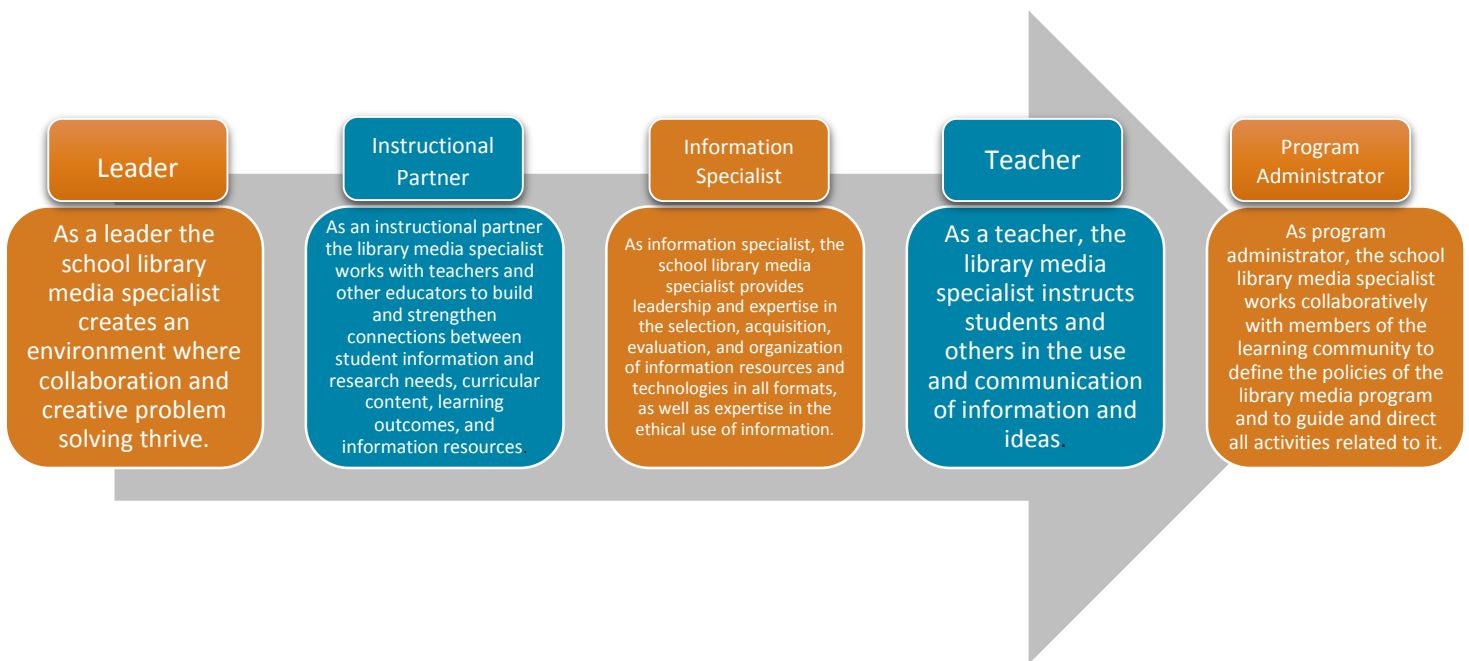 Leader
As a leader the
school library
media specialist
creates an
environment where
collaboration and
creative problem
solving thrive.
Instructional
Partner
As an instructional partner
the library media specialist
works with teachers and
other educators to build
and strengthen
connections between
student information and
research needs, curricular
content, learning
outcomes, and
information resources.
Information
Specialist
As information specialist, the
school library media
specialist provides
leadership and expertise in
the selection, acquisition,
evaluation, and organization
of information resources and
technologies in all formats,
as well as expertise in the
ethical use of information.
Teacher
As a teacher, the
library media
specialist instructs
students and
others in the use
and communication
of information and
ideas.
Program
Administrator
As program
administrator, the school
library media specialist
works collaboratively
with members of the
learning community to
define the policies of the
library media program
and to guide and direct
all activities related to it.